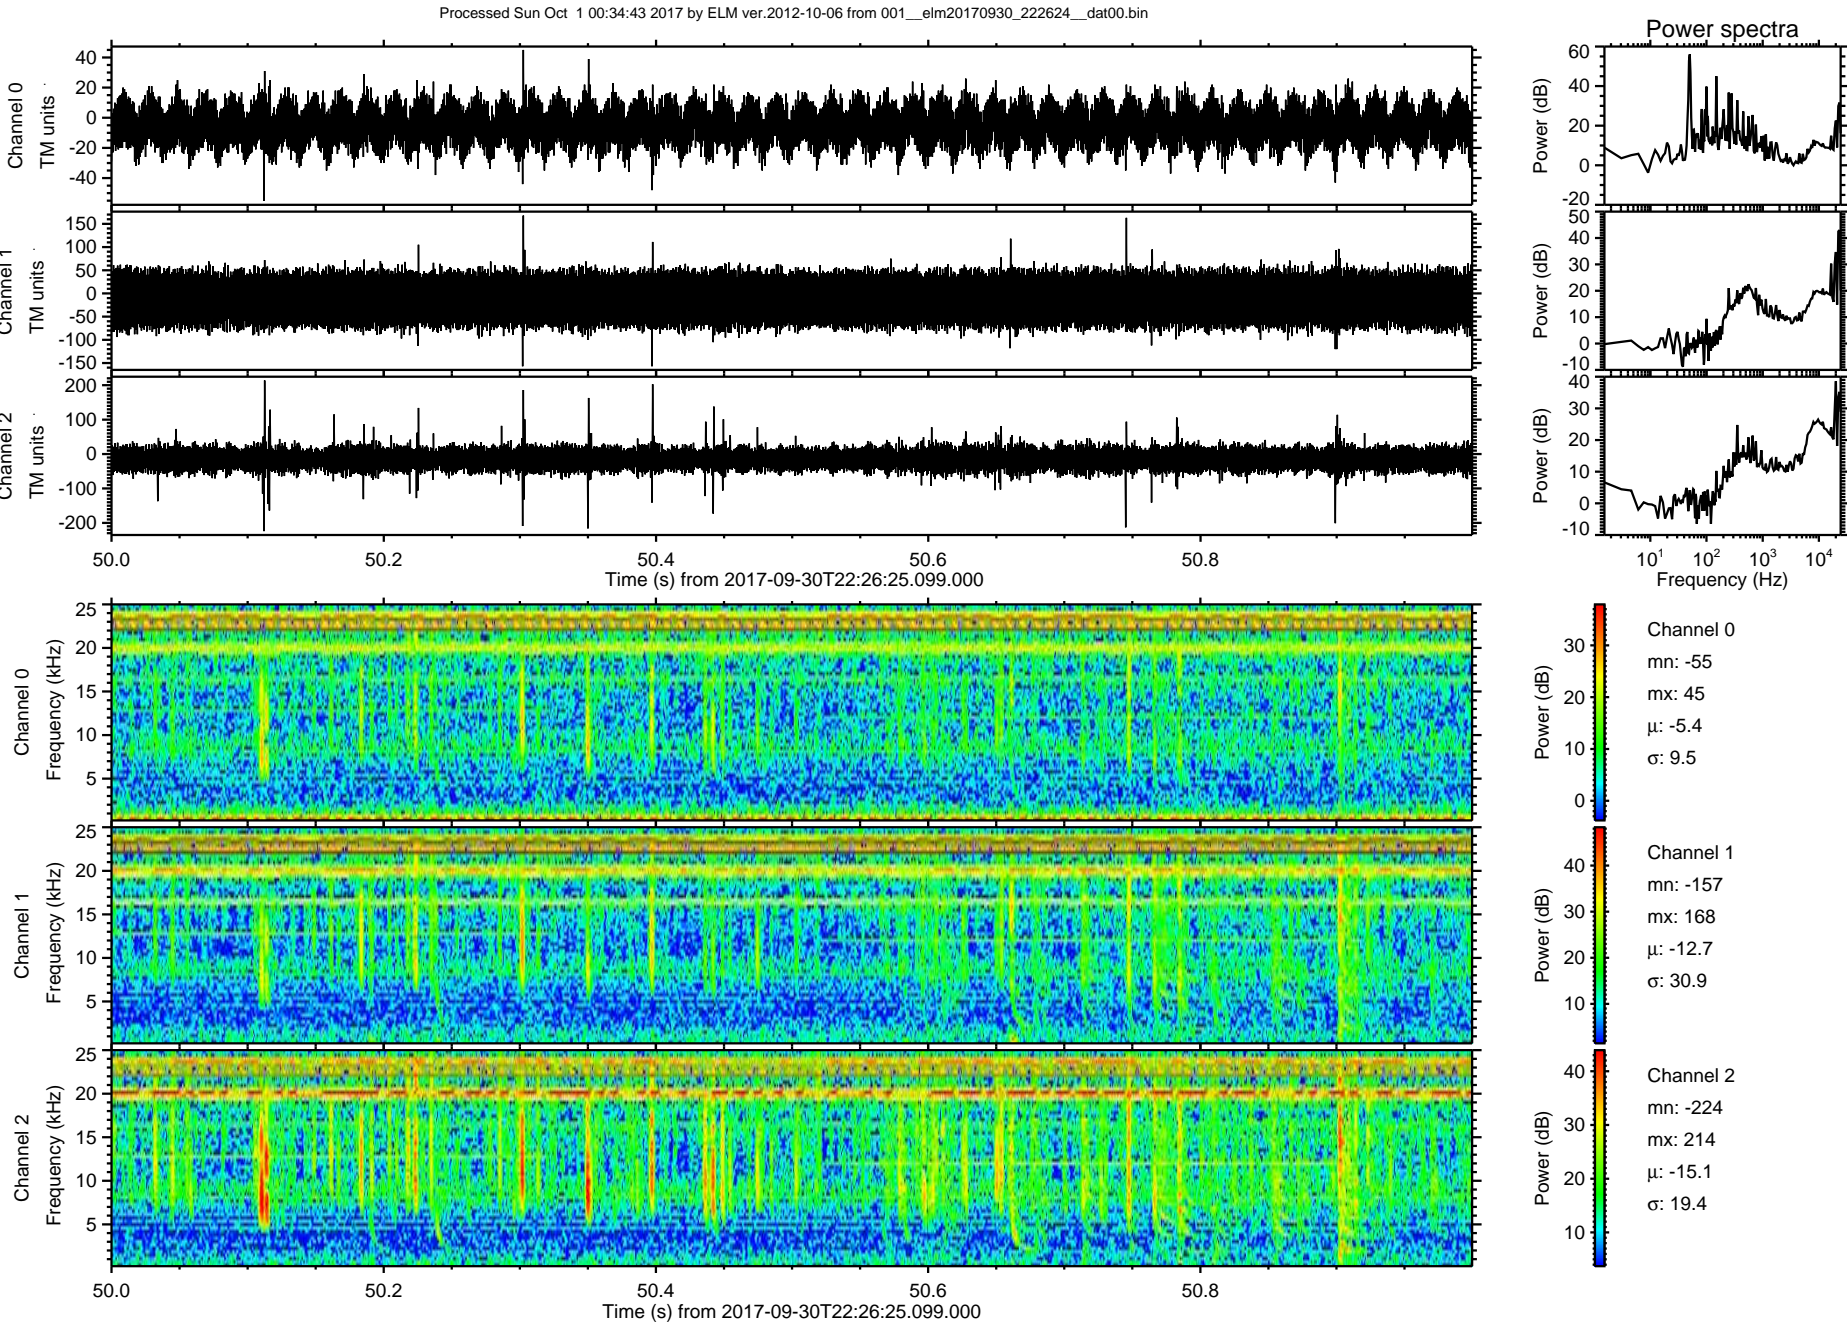 Processed Sun Oct  1 00:34:43 2017 by ELM ver.2012-10-06 from 001__elm20170930_222624__dat00.bin
Power spectra
Channel 0
TM units
40
20
0
-20
-40
Power (dB)
60
40
20
0
-20
Channel 1
TM units
150
100
50
0
-50
-100
-150
Power (dB)
50
40
30
20
10
0
-10
Channel 2
TM units
200
100
0
-100
-200
Power (dB)
40
30
20
10
0
-10
50.0 50.2 50.4 50.6 50.8
Time (s) from 2017-09-30T22:26:25.099.000
10¹ 10² 10³ 10⁴
Frequency (Hz)
Channel 0
Frequency (kHz)
25
20
15
10
5
Power (dB)
30
20
10
0
Channel 0
mn: -55
mx: 45
μ: -5.4
σ: 9.5
Channel 1
Frequency (kHz)
25
20
15
10
5
Power (dB)
40
30
20
10
Channel 1
mn: -157
mx: 168
μ: -12.7
σ: 30.9
Channel 2
Frequency (kHz)
25
20
15
10
5
Power (dB)
40
30
20
10
Channel 2
mn: -224
mx: 214
μ: -15.1
σ: 19.4
50.0 50.2 50.4 50.6 50.8
Time (s) from 2017-09-30T22:26:25.099.000